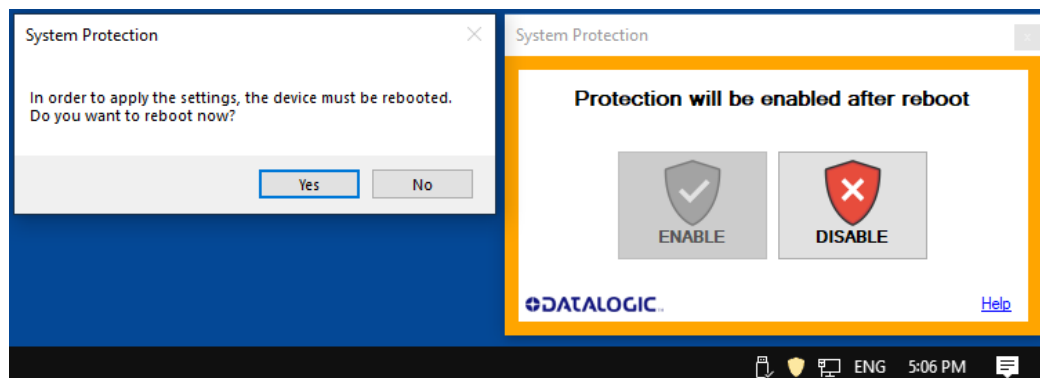 System Protection
In order to apply the settings, the device must be rebooted.
Do you want to reboot now?
Yes
No
System Protection
Protection will be enabled after reboot
ENABLE
DISABLE
DATALOGIC
Help
ENG
5:06 PM